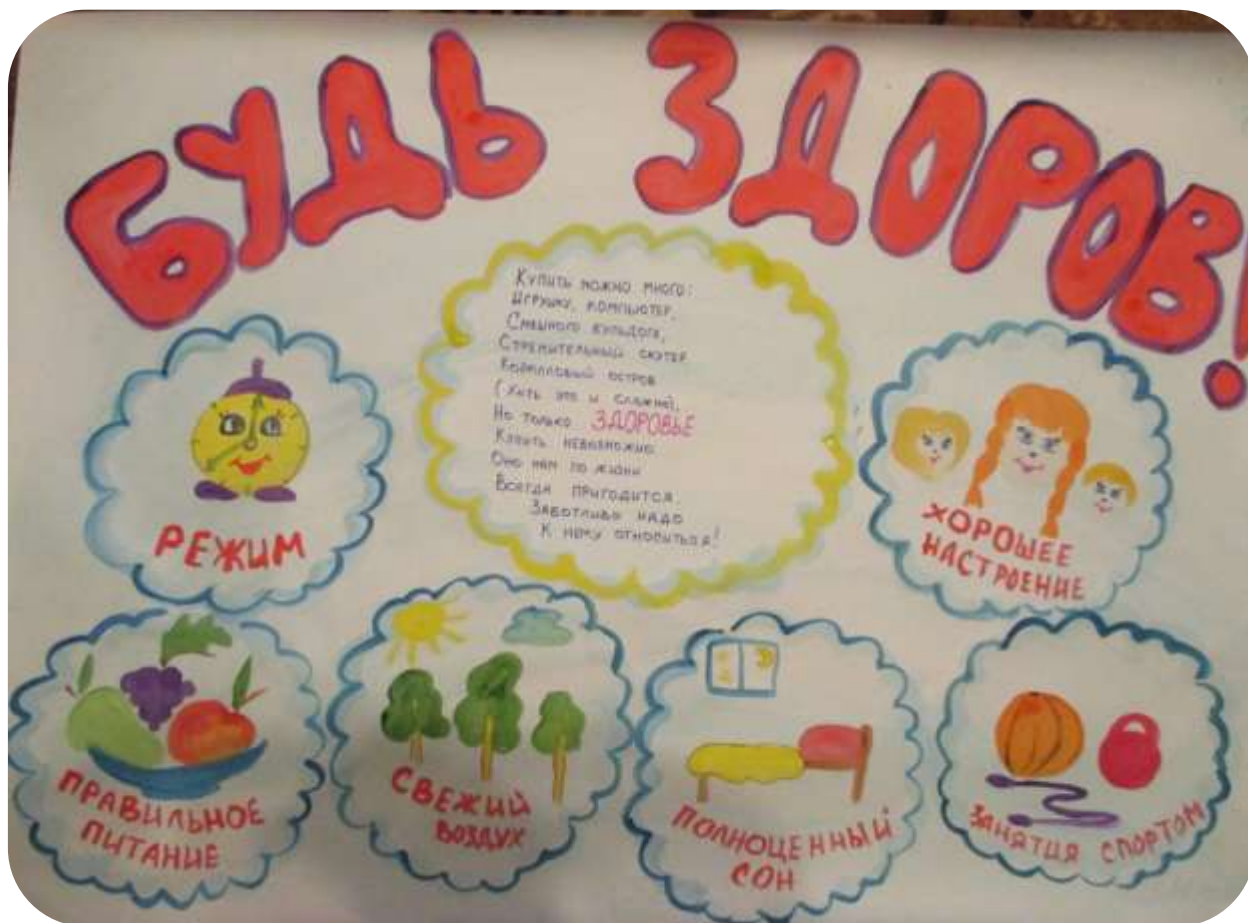 БУДЬ ЗДОРОВ!
Купить можно много:
Игрушку, компьютер,
Смешного бульдога,
Стремительный скутер
Коралловый остров
(Хоть это и сложно),
Но только ЗДОРОВЬЕ
Купить невозможно
Оно нам по жизни
Всегда пригодится.
Заботливо надо
К нему относиться!
РЕЖИМ
ХОРОШЕЕ
НАСТРОЕНИЕ
ПРАВИЛЬНОЕ
ПИТАНИЕ
СВЕЖИЙ
ВОЗДУХ
ПОЛНОЦЕННЫЙ
СОН
ЗАНЯТИЯ СПОРТОМ